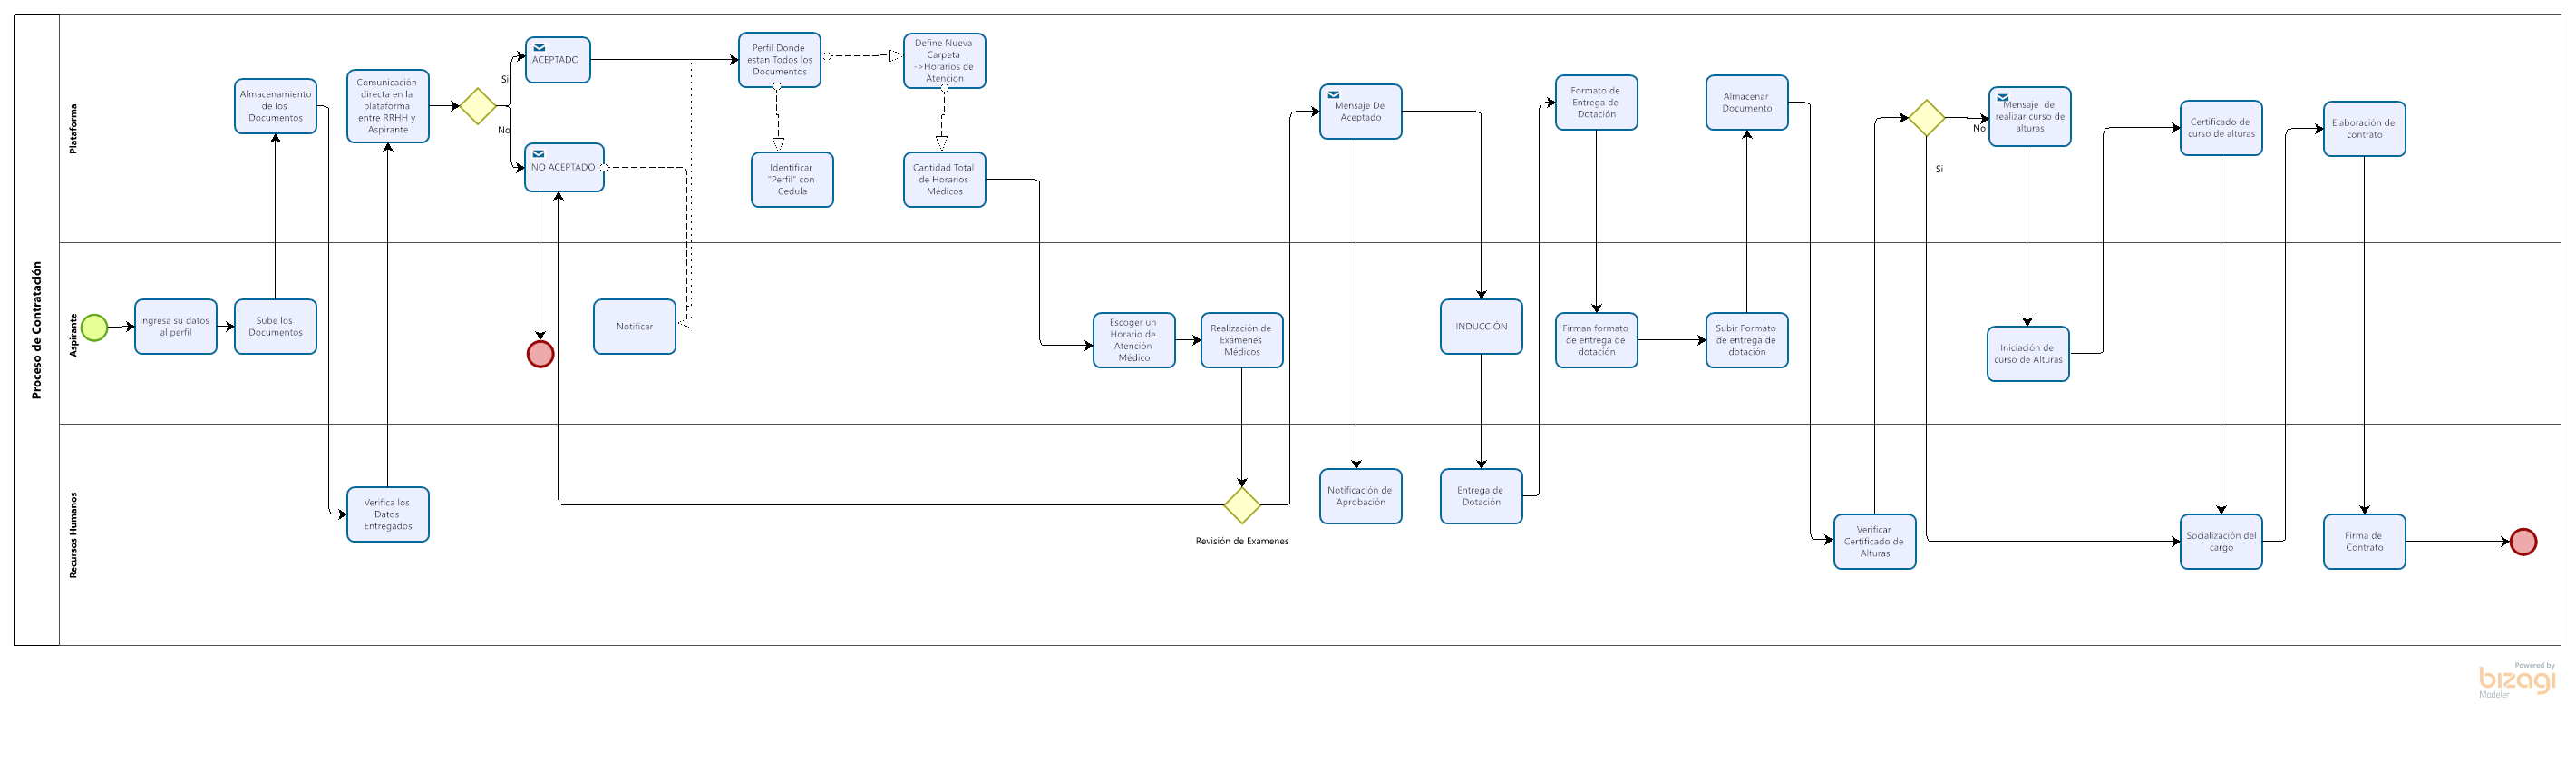 Proceso de Contratación
Plataforma
Almacenamiento
de los
Documentos
Comunicación
directa en la
plataforma
entre RRHH y
Aspirante
Si
No
ACEPTADO
NO ACEPTADO
Perfil Donde
estan Todos los
Documentos
Identificar
"Perfil" con
Cedula
Define Nueva
Carpeta
->Horarios de
Atencion
Cantidad Total
de Horarios
Médicos
Mensaje De
Aceptado
Formato de
Entrega de
Dotación
Almacenar
Documento
No
Si
Mensaje  de
realizar curso de
alturas
Certificado de
curso de alturas
Elaboración de
contrato
Aspirante
Ingresa su datos
al perfil
Sube los
Documentos
Notificar
Escoger un
Horario de
Atención
Médico
Realización de
Exámenes
Médicos
INDUCCIÓN
Firman formato
de entrega de
dotación
Subir Formato
de entrega de
dotación
Iniciación de
curso de Alturas
Recursos Humanos
Verifica los
Datos
Entregados
Revisión de Examenes
Notificación de
Aprobación
Entrega de
Dotación
Verificar
Certificado de
Alturas
Socialización del
cargo
Firma de
Contrato
Powered by
bizagi
Modeler